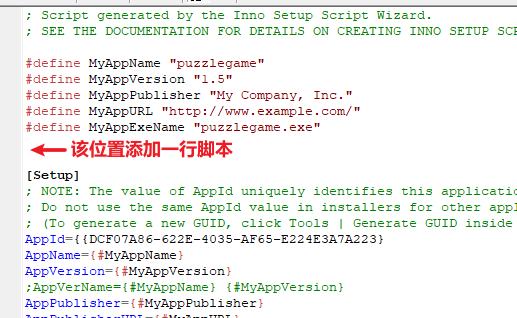 ; Script generated by the Inno Setup Script Wizard.
; SEE THE DOCUMENTATION FOR DETAILS ON CREATING INNO SETUP
#define MyAppName "puzzlegame"
#define MyAppVersion "1.5"
#define MyAppPublisher "My Company, Inc."
#define MyAppURL "http://www.example.com/"
#define MyAppExeName "puzzlegame.exe"
该位置添加一行脚本
[Setup]
; NOTE: The value of AppId uniquely identifies this
; Do not use the same AppId value in installers for other
; (To generate a new GUID, click Tools | Generate GUID inside
AppId={{DCF07A86-622E-4035-AF65-E224E3A7A223}
AppName={#MyAppName}
AppVersion={#MyAppVersion}
;AppVerName={#MyAppName} {#MyAppVersion}
AppPublisher={#MyAppPublisher}